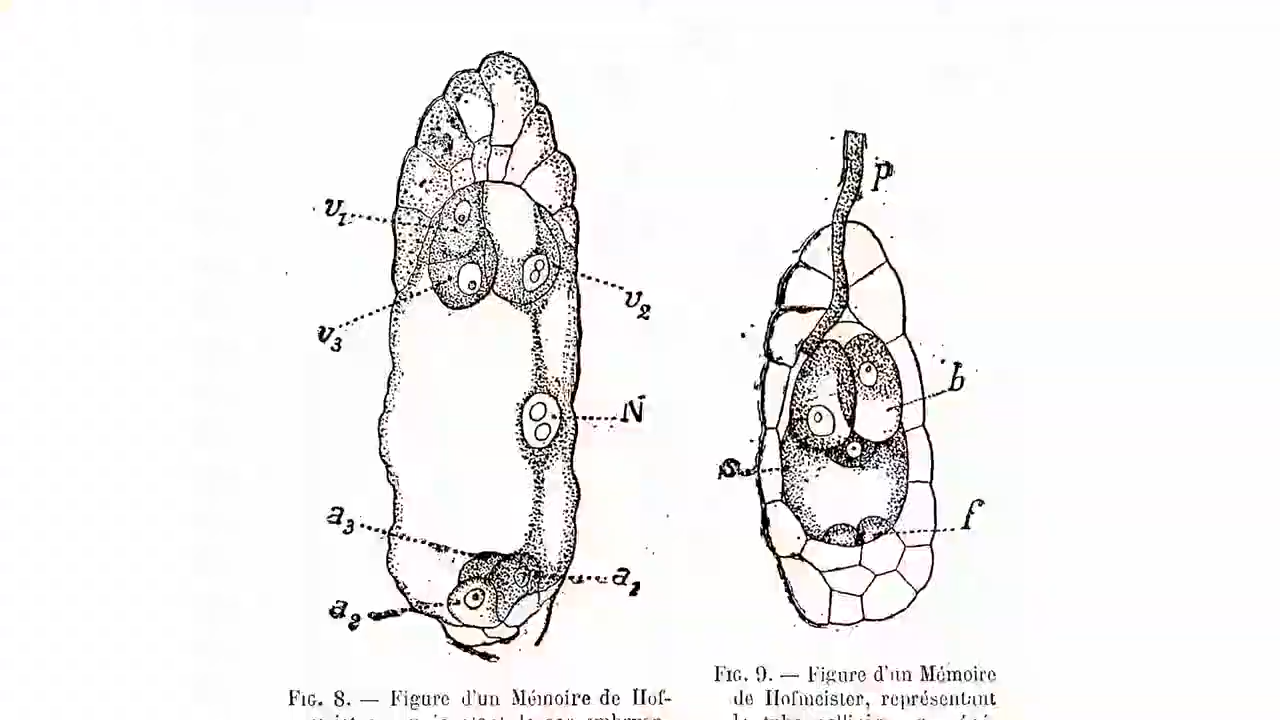 v₁
v₂
v₃
N
a₃
a₁
a₂
p
b
s
f
FIG. 8. — Figure d'un Mémoire de Hof-
FIG. 9. — Figure d'un Mémoire
de Hofmeister, représentant